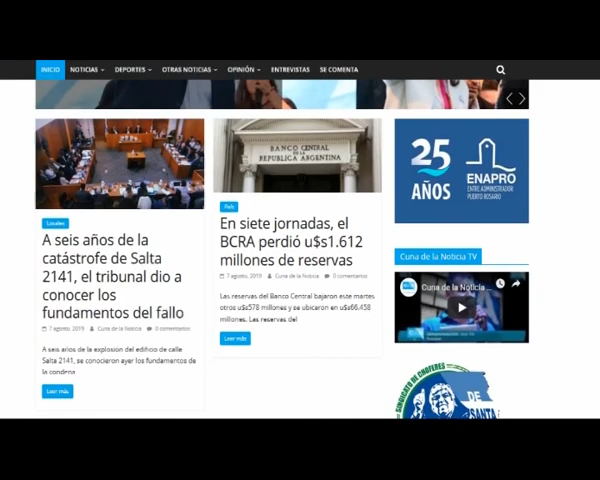 INICIO NOTICIAS DEPORTES OTRAS NOTICIAS OPINIÓN ENTREVISTAS SE COMENTA
Locales
A seis años de la
catástrofe de Salta
2141, el tribunal dio a
conocer los
fundamentos del fallo
7 agosto, 2019 Cuna de la Noticia 0 comentarios
A seis años de la explosion del edificio de calle
Salta 2141, se conocieron ayer los fundamentos de
la condena
Leer más
BANCO CENTRAL
DE LA
REPUBLICA ARGENTINA
País
En siete jornadas, el
BCRA perdió u$s1.612
millones de reservas
7 agosto, 2019 Cuna de la Noticia 0 comentarios
Las reservas del Banco Central bajaron este martes
otros u$s578 millones y se ubicaron en u$s66.458
millones. Las reservas del
Leer más
25
AÑOS
ENAPRO
ENTE ADMINISTRADOR
PUERTO ROSARIO
Cuna de la Noticia TV
Cuna de la Noticia ...
SINDICATO DE CHOFERES
DE
SANTA